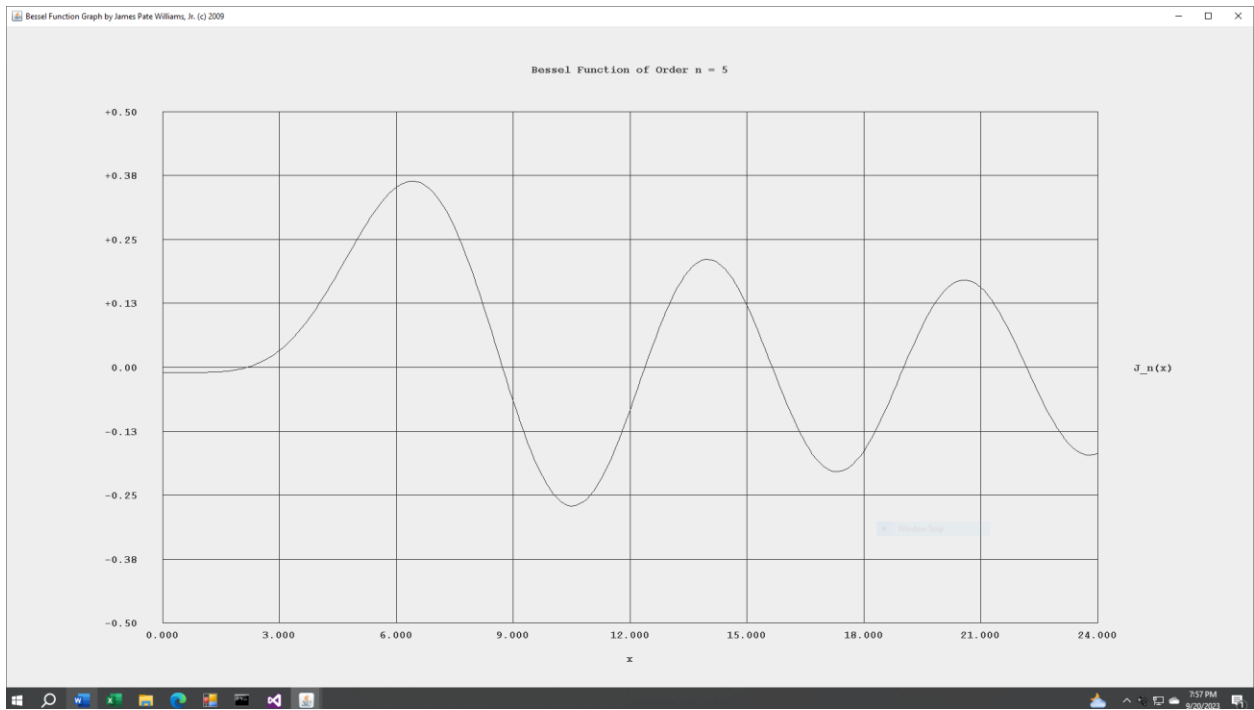 Bessel Function Graph by James Pate Williams, Jr. (c) 2009
Bessel Function of Order n = 5
+0.50
+0.38
+0.25
+0.13
0.00
J_n(x)
-0.13
-0.25
-0.38
-0.50
0.000 3.000 6.000 9.000 12.000 15.000 18.000 21.000 24.000
x
7:57 PM
9/20/2023